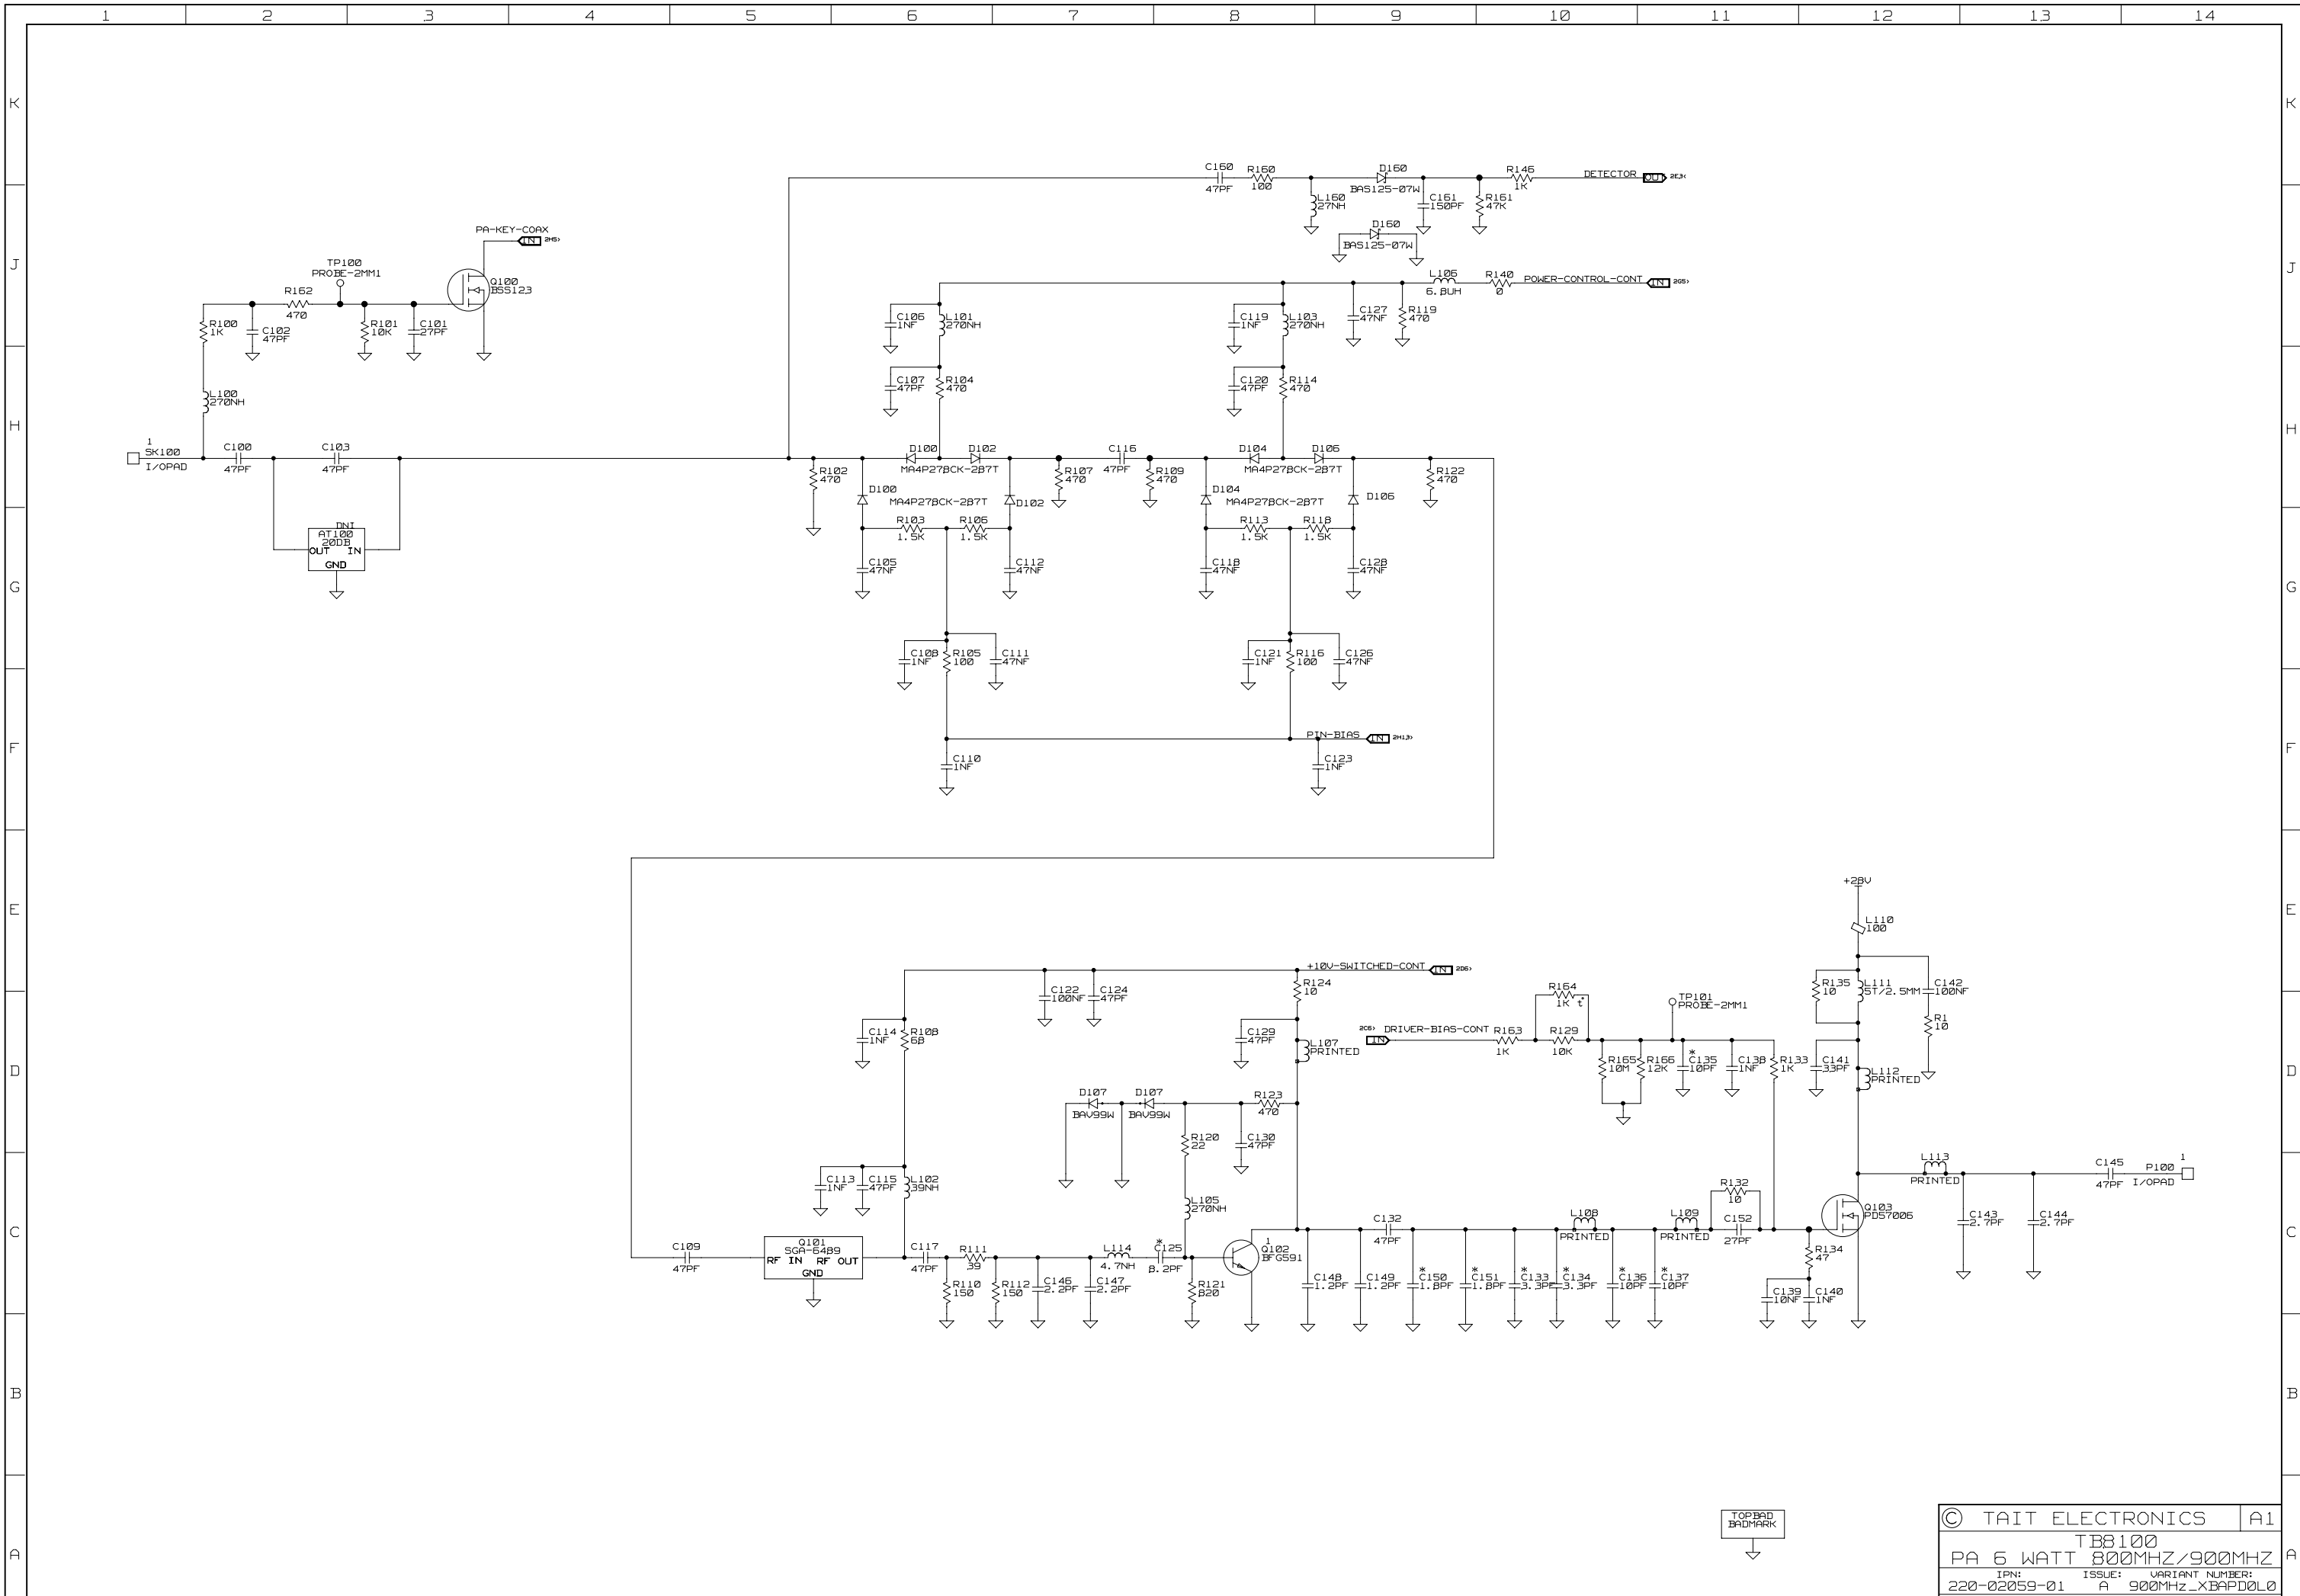 1 2 3 4 5 6 7 8 9 10 11 12 13 14
K K
C160
47PF
R160
100
D160
BAS125-07W
R146
1K
DETECTOR OUT
L160
27NH
C161
150PF
R161
47K
D160
BAS125-07W
J J
PA-KEY-COAX
IN
TP100
PROBE-2MM1
Q100
BSS123
R162
470
R100
1K
C102
47PF
R101
10K
C101
27PF
L106
6.8UH
R140
0
POWER-CONTROL-CONT IN
C106
1NF
L101
270NH
C119
1NF
L103
270NH
C127
47NF
R119
470
C107
47PF
R104
470
C120
47PF
R114
470
L100
270NH
H H
1
SK100
I/OPAD
C100
47PF
C103
47PF
D100 D102
MA4P278CK-287T
C116
47PF
D104 D106
MA4P278CK-287T
R102
470
D100
MA4P278CK-287T
D102
R107
470
R109
470
D104
MA4P278CK-287T
D106
R122
470
DNI
AT100
20DB
OUT IN
GND
R103
1.5K
R106
1.5K
R113
1.5K
R118
1.5K
C105
47NF
C112
47NF
C118
47NF
C128
47NF
G G
C108
1NF
R105
100
C111
47NF
C121
1NF
R116
100
C126
47NF
F F
PIN-BIAS IN
C110
1NF
C123
1NF
E E
+28V
L110
100
+10V-SWITCHED-CONT IN
C122
100NF
C124
47PF
R124
10
R164
1K t°
TP101
PROBE-2MM1
R135
10
L111
5T/2.5MM
C142
100NF
C114
1NF
R108
68
C129
47PF
L107
PRINTED
2C6> DRIVER-BIAS-CONT
IN
R163
1K
R129
10K
R1
10
R165
10M
R166
12K
*
C135
10PF
C138
1NF
R133
1K
C141
33PF
L112
PRINTED
D D
D107
BAV99W
D107
BAV99W
R123
470
R120
22
C130
47PF
C113
1NF
C115
47PF
L102
39NH
L105
270NH
L113
PRINTED
C145
47PF
1
P100
I/OPAD
R132
10
C152
27PF
Q103
PD57006
C143
2.7PF
C144
2.7PF
C C
C109
47PF
Q101
SGA-6489
RF IN RF OUT
GND
C117
47PF
R111
39
L114
4.7NH
*
C125
8.2PF
1
Q102
BFG591
C132
47PF
L108
PRINTED
L109
PRINTED
R134
47
R110
150
R112
150
C146
2.2PF
C147
2.2PF
R121
820
C148
1.2PF
C149
1.2PF
*
C150
1.8PF
*
C151
1.8PF
*
C133
3.3PF
*
C134
3.3PF
*
C136
10PF
*
C137
10PF
C139
10NF
C140
1NF
B B
TOPBAD
BADMARK
A A
© TAIT ELECTRONICS A1
TB8100
PA 6 WATT 800MHZ/900MHZ
IPN: ISSUE: VARIANT NUMBER:
220-02059-01 A 900MHz_XBAPD0L0